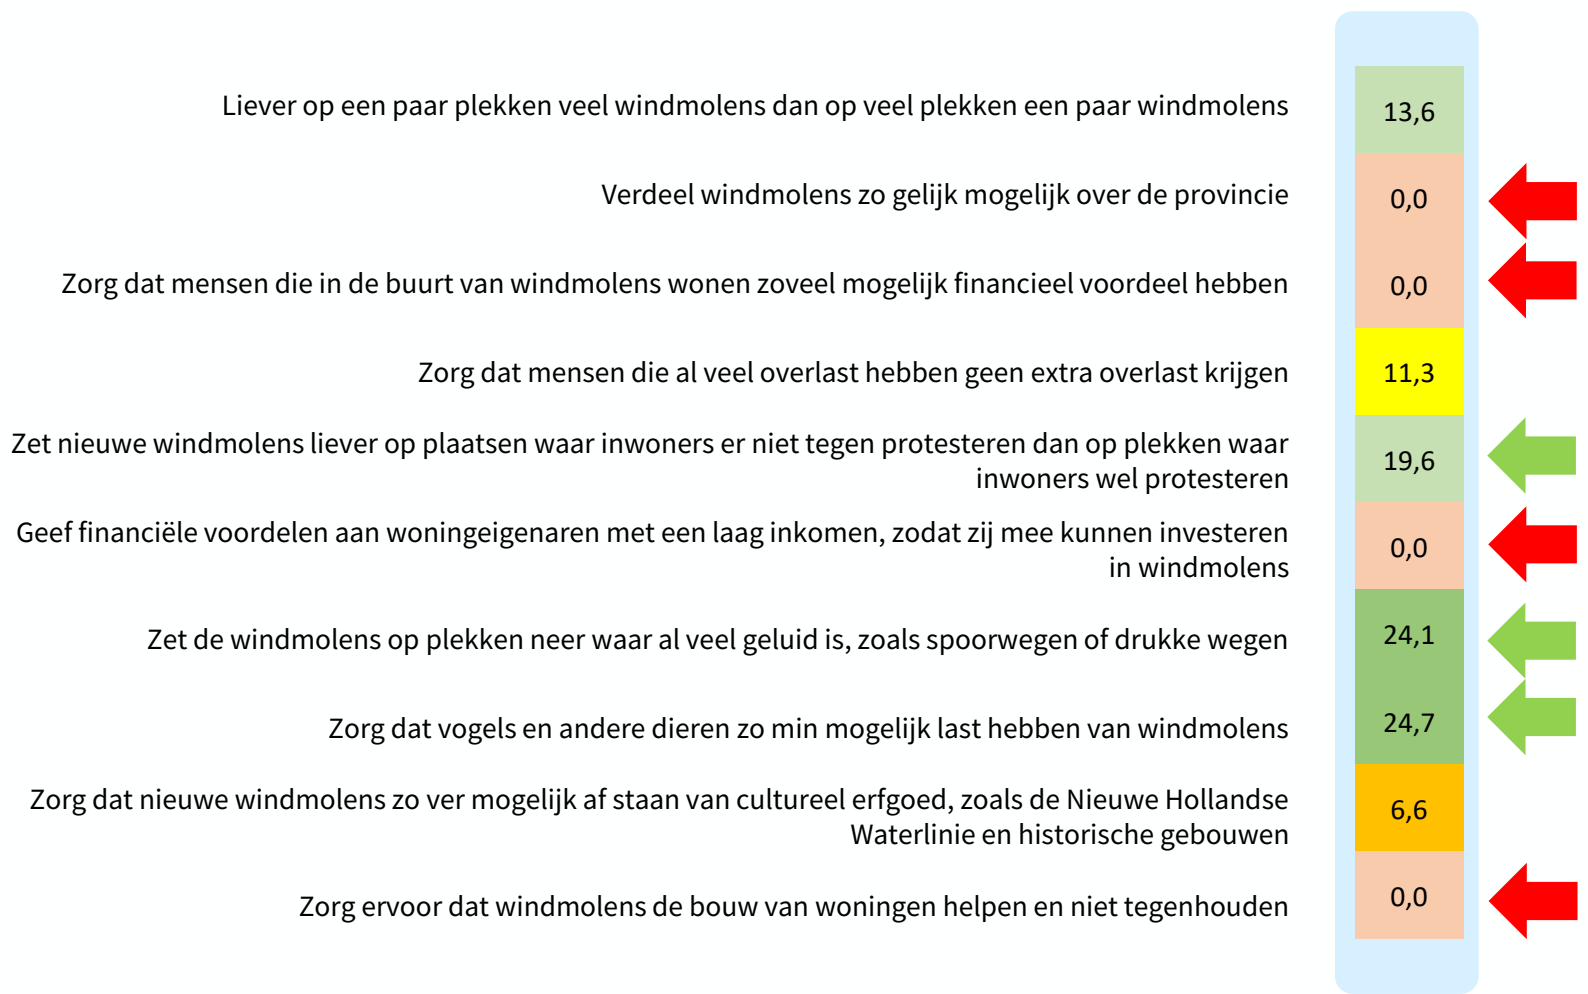 Liever op een paar plekken veel windmolens dan op veel plekken een paar windmolens
13,6
Verdeel windmolens zo gelijk mogelijk over de provincie
0,0
Zorg dat mensen die in de buurt van windmolens wonen zoveel mogelijk financieel voordeel hebben
0,0
Zorg dat mensen die al veel overlast hebben geen extra overlast krijgen
11,3
Zet nieuwe windmolens liever op plaatsen waar inwoners er niet tegen protesteren dan op plekken waar
inwoners wel protesteren
19,6
Geef financiële voordelen aan woningeigenaren met een laag inkomen, zodat zij mee kunnen investeren
in windmolens
0,0
Zet de windmolens op plekken neer waar al veel geluid is, zoals spoorwegen of drukke wegen
24,1
Zorg dat vogels en andere dieren zo min mogelijk last hebben van windmolens
24,7
Zorg dat nieuwe windmolens zo ver mogelijk af staan van cultureel erfgoed, zoals de Nieuwe Hollandse
Waterlinie en historische gebouwen
6,6
Zorg ervoor dat windmolens de bouw van woningen helpen en niet tegenhouden
0,0